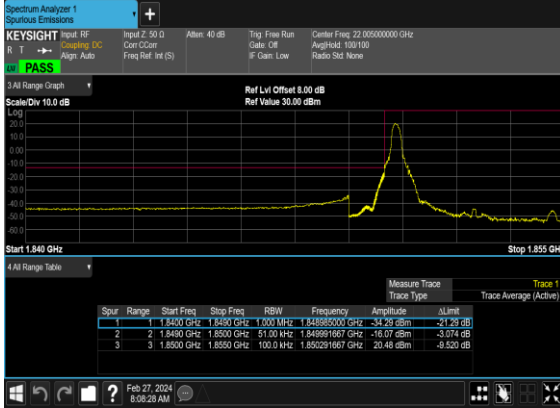 Spectrum Analyzer 1
Spurious Emissions
KEYSIGHT Input: RF Input Z: 50 Ω Atten: 40 dB Trig: Free Run Center Freq: 22.005000000 GHz
R T Coupling: DC Corr CCorr Gate: Off Avg|Hold: 100/100
Align: Auto Freq Ref: Int (S) IF Gain: Low Radio Std: None
PASS
3 All Range Graph
Ref Lvl Offset 8.00 dB
Scale/Div 10.0 dB Ref Value 30.00 dBm
Log
20.0
10.0
0.00
-10.0
-20.0
-30.0
-40.0
-50.0
-60.0
Start 1.840 GHz Stop 1.855 GH
4 All Range Table
Measure Trace Trace 1
Trace Type Trace Average (Active)
Spur Range Start Freq Stop Freq RBW Frequency Amplitude ΔLimit
1 1 1.8400 GHz 1.8490 GHz 1.000 MHz 1.848985000 GHz -34.29 dBm -21.29 dB
2 2 1.8490 GHz 1.8500 GHz 51.00 kHz 1.849991667 GHz -16.07 dBm -3.074 dB
3 3 1.8500 GHz 1.8550 GHz 100.0 kHz 1.850291667 GHz 20.48 dBm -9.520 dB
? Feb 27, 2024
8:08:28 AM